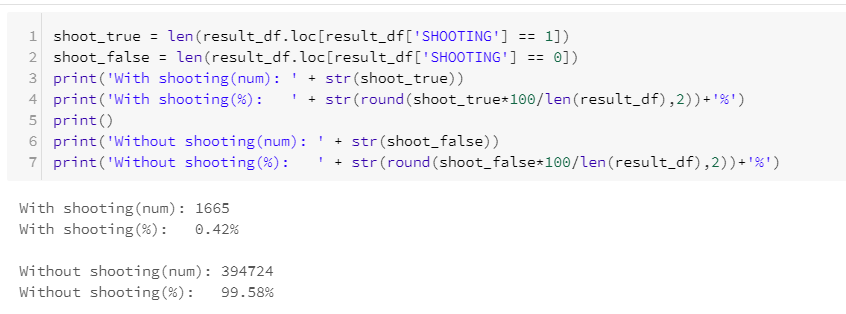 1 shoot_true = len(result_df.loc[result_df['SHOOTING'] == 1])
2 shoot_false = len(result_df.loc[result_df['SHOOTING'] == 0])
3 print('With shooting(num): ' + str(shoot_true))
4 print('With shooting(%):   ' + str(round(shoot_true*100/len(result_df),2))+'%')
5 print()
6 print('Without shooting(num): ' + str(shoot_false))
7 print('Without shooting(%):   ' + str(round(shoot_false*100/len(result_df),2))+'%')
With shooting(num): 1665
With shooting(%):   0.42%
Without shooting(num): 394724
Without shooting(%):   99.58%